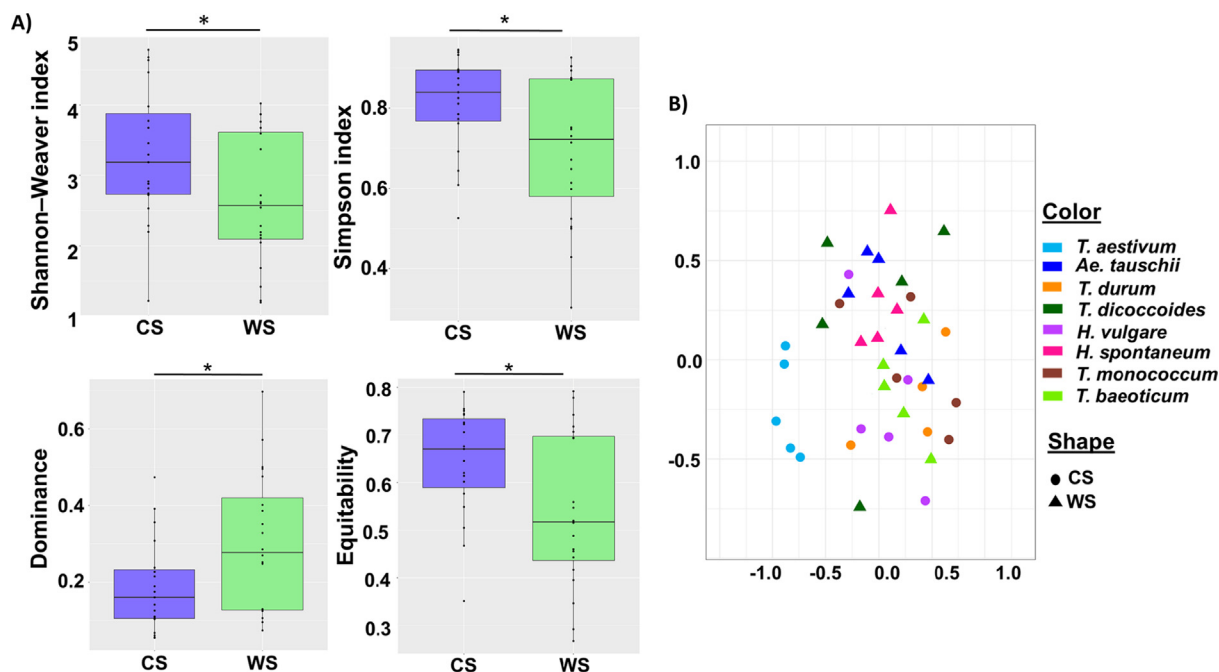 A)
*
Shannon–Weaver index
5
4
3
2
1
CS WS
*
Simpson index
0.8
0.6
0.4
CS WS
*
Dominance
0.6
0.4
0.2
CS WS
*
Equitability
0.8
0.7
0.6
0.5
0.4
0.3
CS WS
B)
1.0
0.5
0.0
-0.5
-1.0 -0.5 0.0 0.5 1.0
Color
T. aestivum
Ae. tauschii
T. durum
T. dicoccoides
H. vulgare
H. spontaneum
T. monococcum
T. baeoticum
Shape
CS
WS